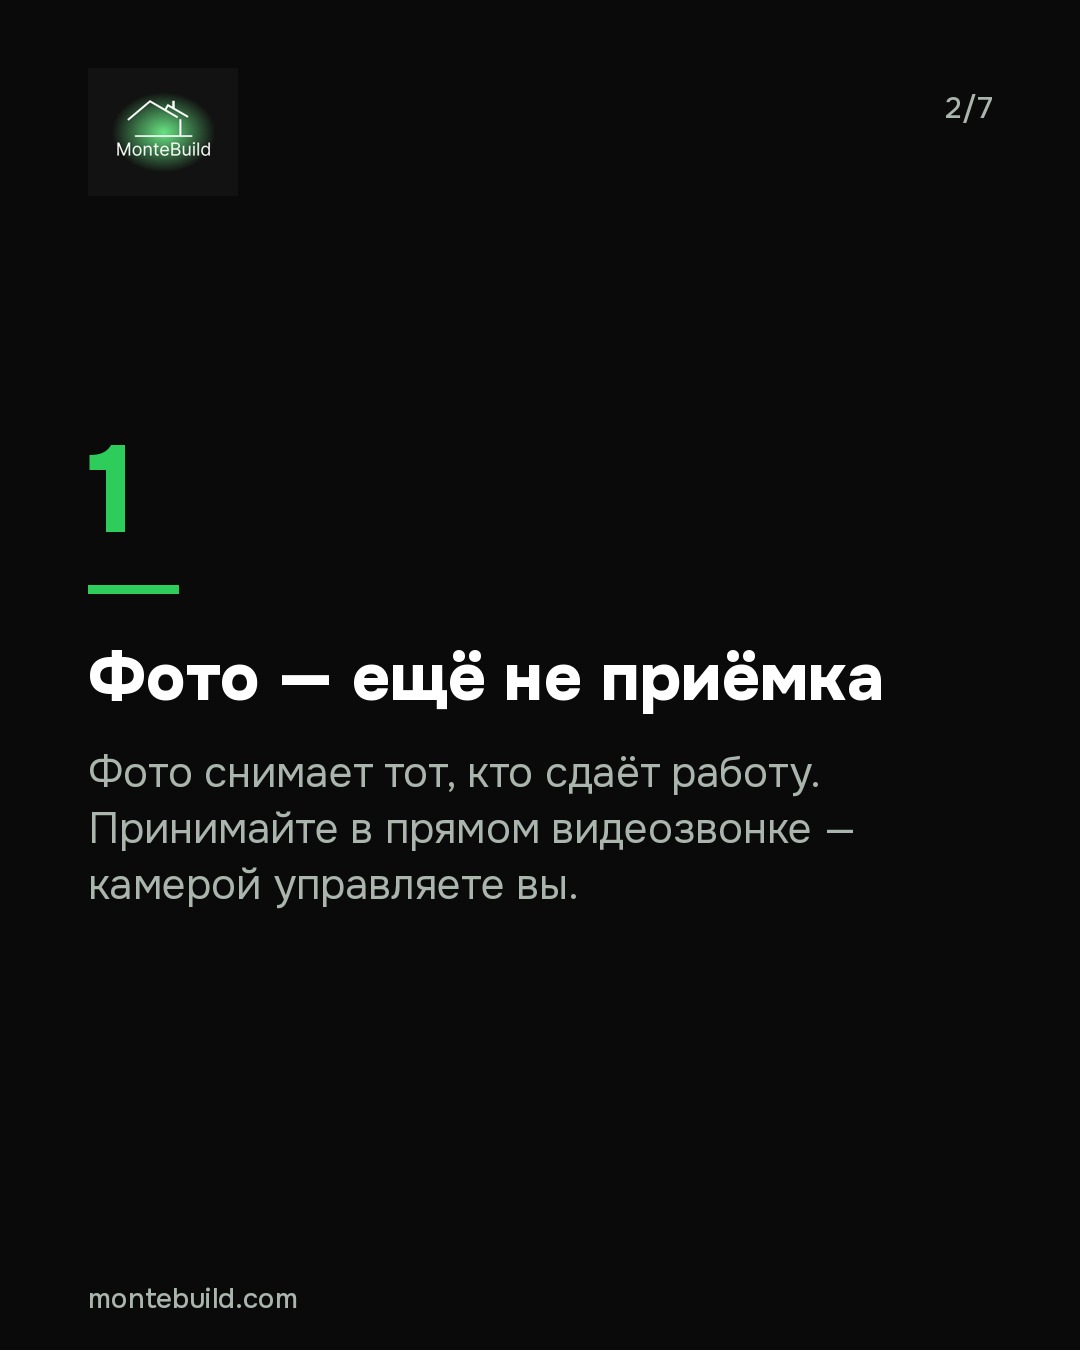 MonteBuild
2/7
1
Фото — ещё не приёмка
Фото снимает тот, кто сдаёт работу.
Принимайте в прямом видеозвонке —
камерой управляете вы.
montebuild.com